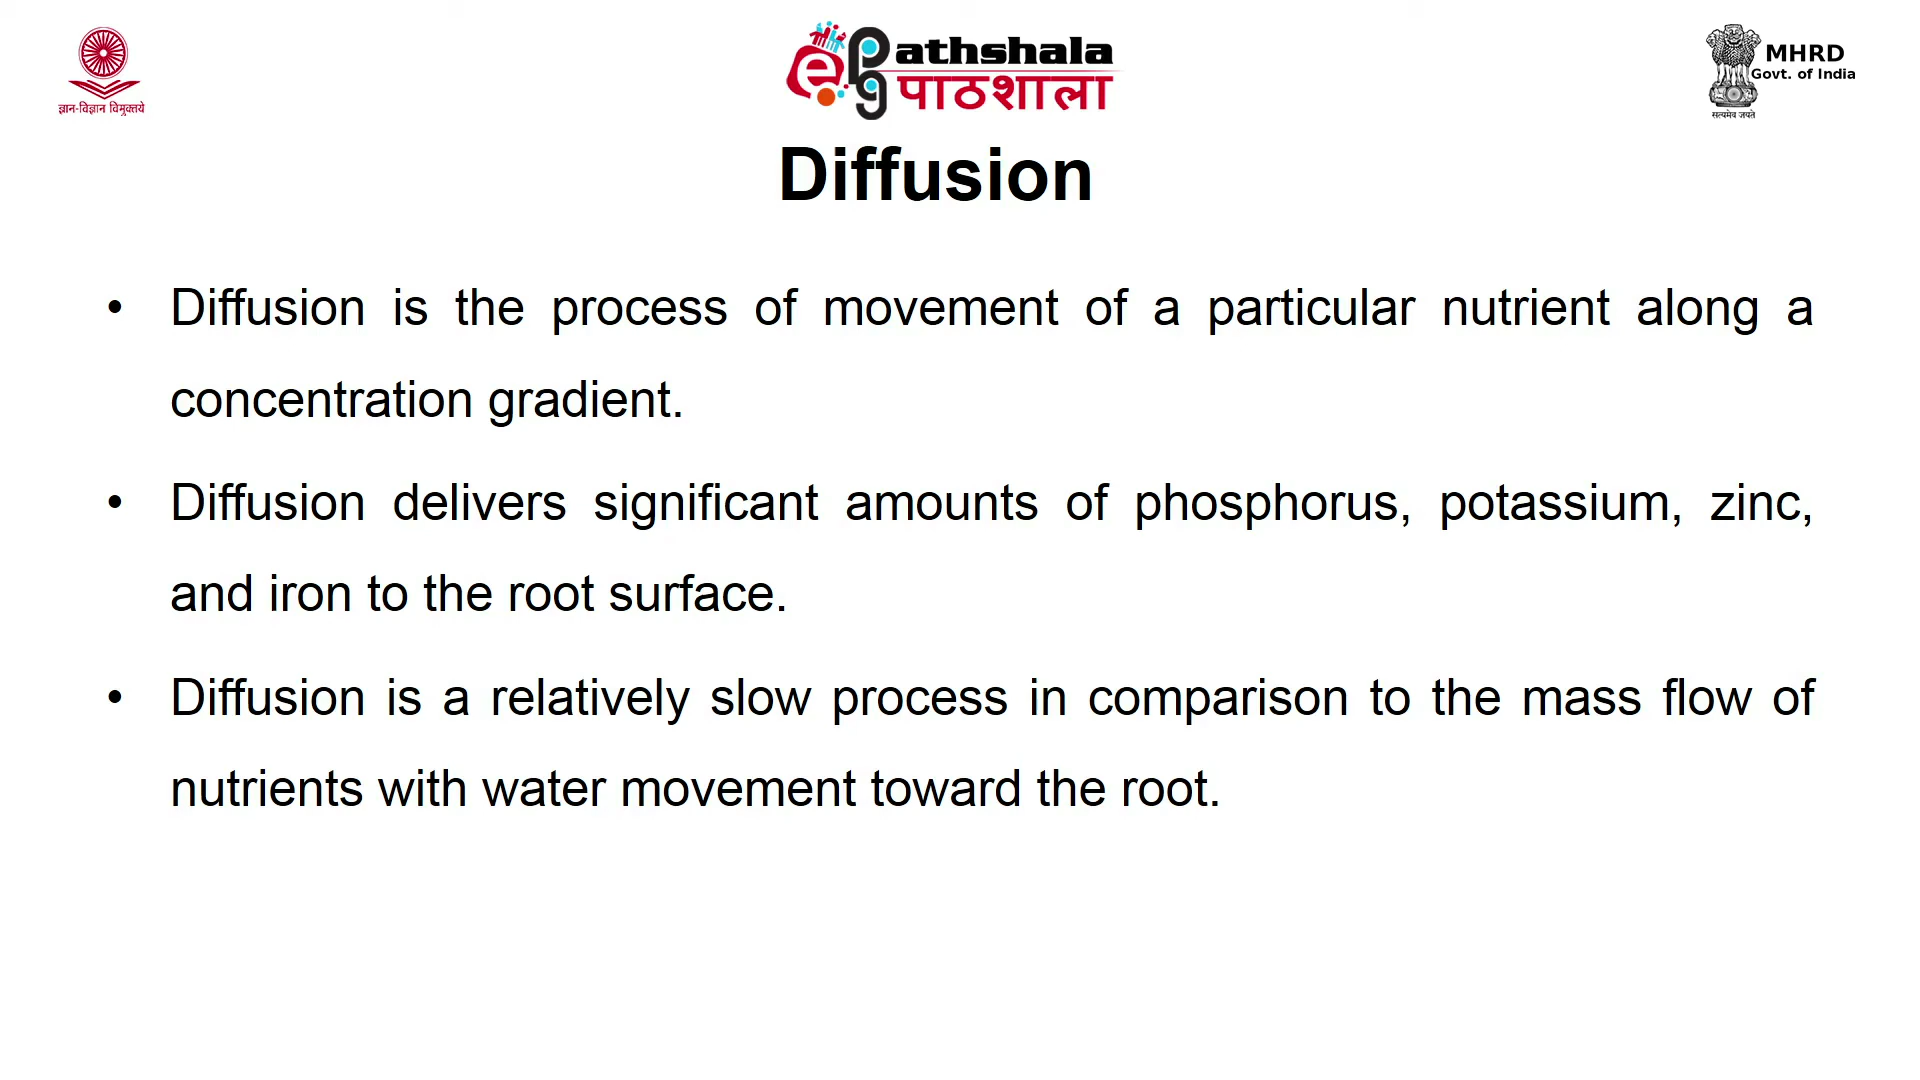 ज्ञान-विज्ञान विमुक्तये
ePGathshala
पाठशाला
MHRD
Govt. of India
सत्यमेव जयते
Diffusion
• Diffusion is the process of movement of a particular nutrient along a
concentration gradient.
• Diffusion delivers significant amounts of phosphorus, potassium, zinc,
and iron to the root surface.
• Diffusion is a relatively slow process in comparison to the mass flow of
nutrients with water movement toward the root.